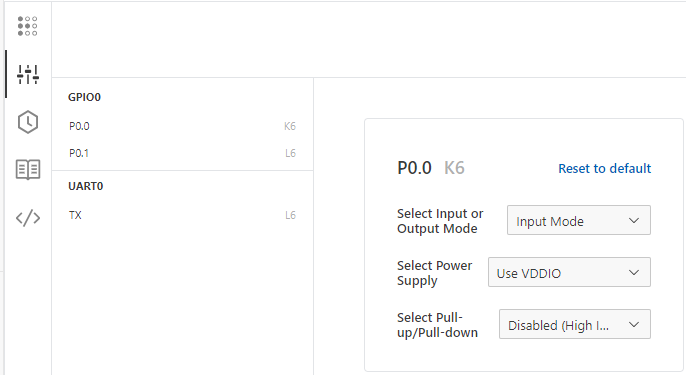 GPIO0
P0.0 K6
P0.1 L6
UART0
TX L6
P0.0 K6 Reset to default
Select Input or
Output Mode
Input Mode
Select Power
Supply
Use VDDIO
Select Pull-
up/Pull-down
Disabled (High I...